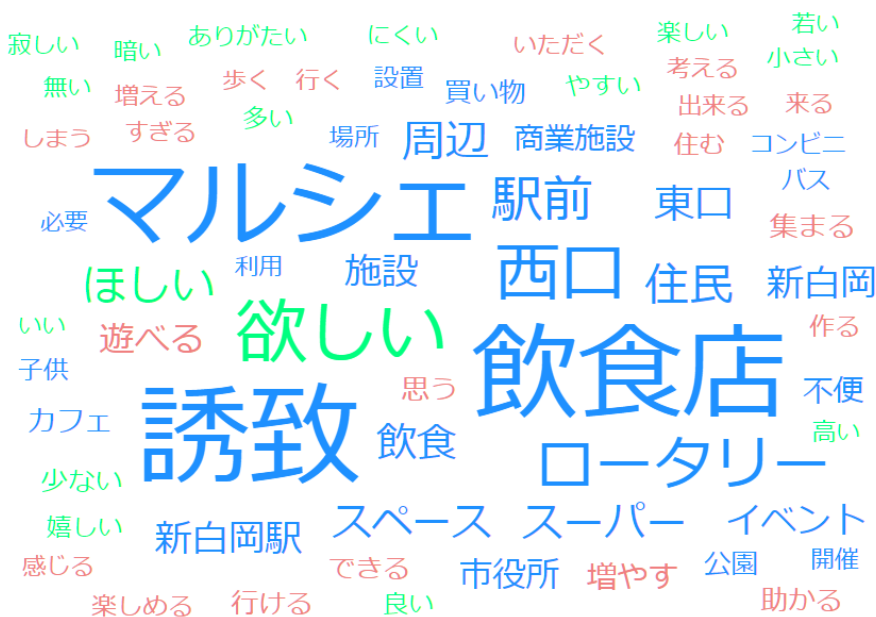 寂しい 暗い ありがたい にくい いただく 楽しい 若い
無い 増える 歩く 行く 設置 買い物 やすい 考える 小さい
しまう すぎる 多い 場所 周辺 商業施設 出来る 来る
住む コンビニ
必要 マルシェ 駅前 東口 バス
集まる
ほしい 利用 施設 西口 住民 新白岡
いい 遊べる 欲しい 作る
子供 思う 飲食店 不便
カフェ 誘致 飲食 ロータリー 高い
少ない
嬉しい 新白岡駅 スペース スーパー イベント
感じる できる 市役所 増やす 公園 開催
楽しめる 行ける 良い 助かる